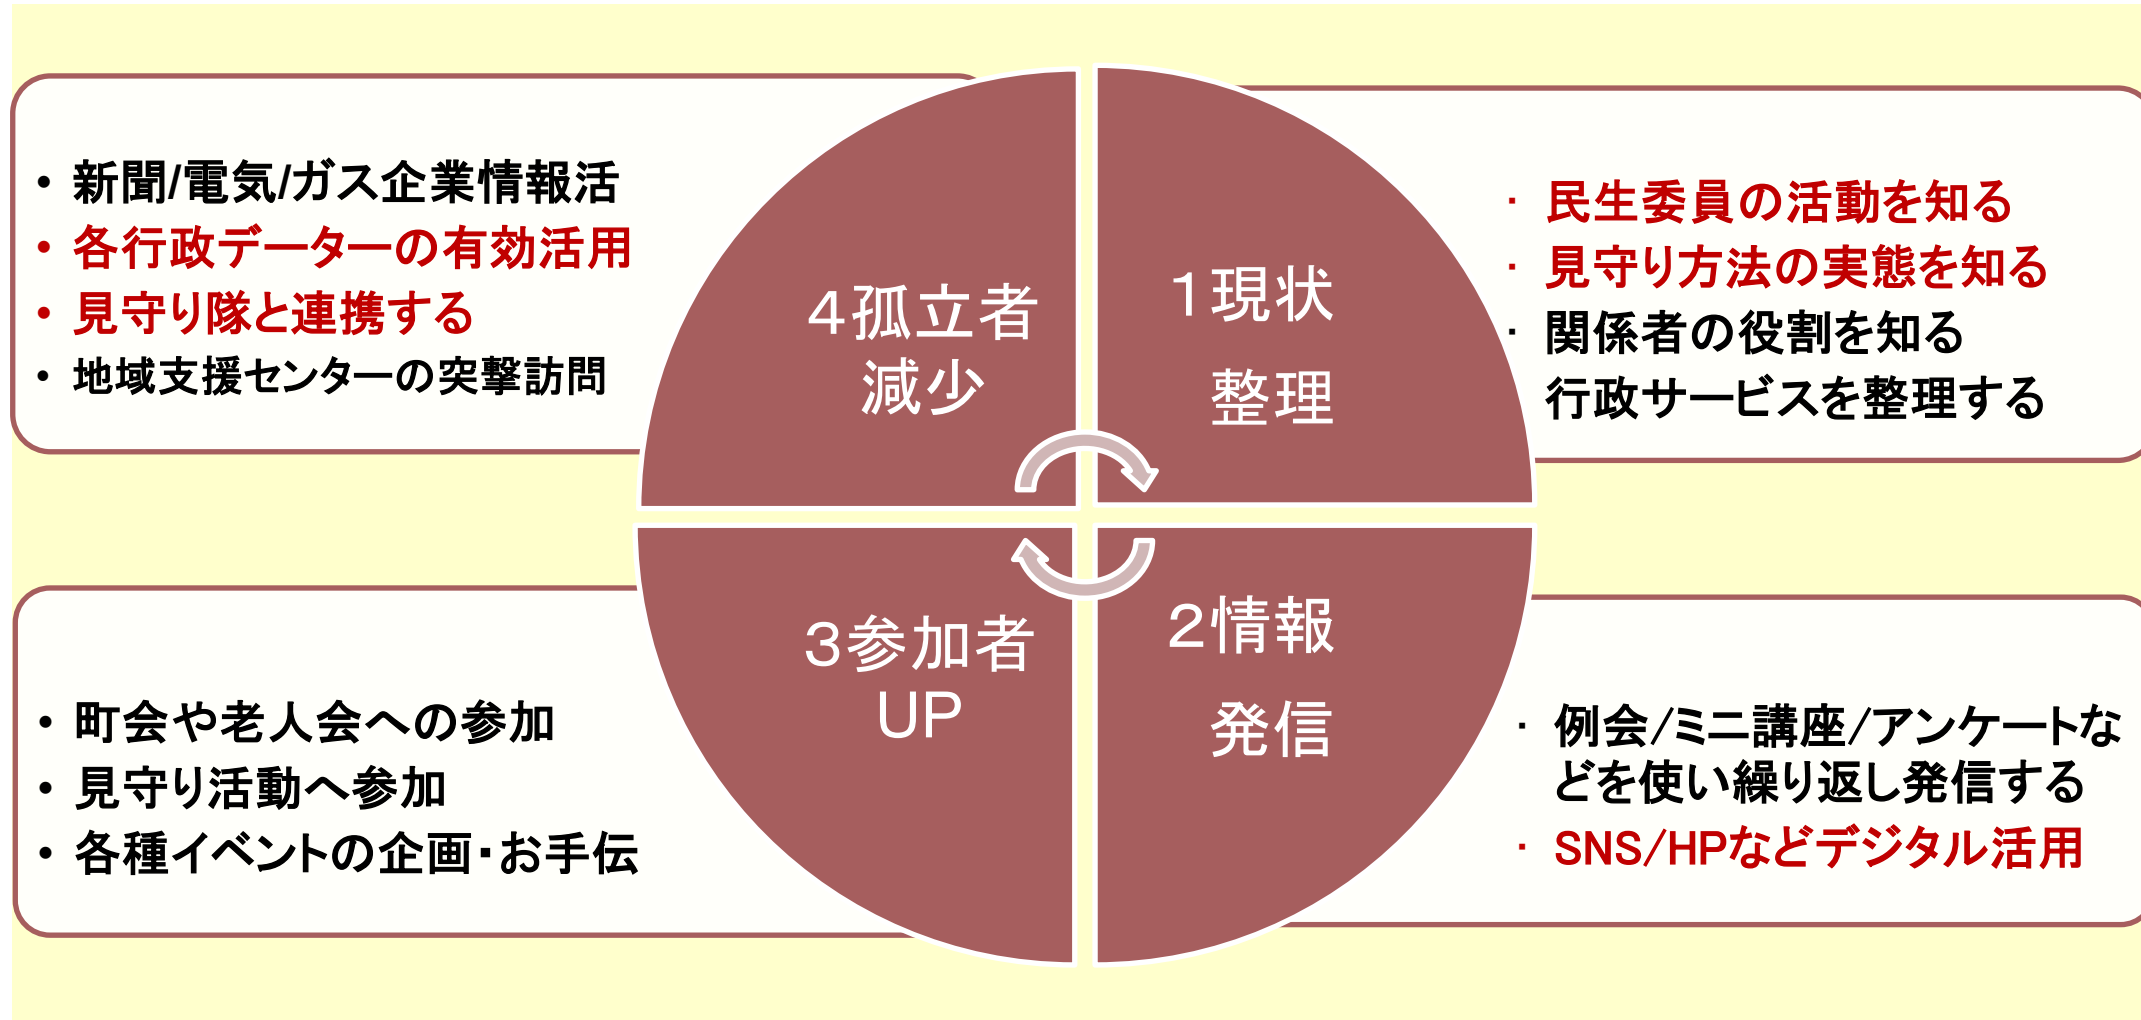 ・ 新聞/電気/ガス企業情報活
・ 各行政データーの有効活用
・ 見守り隊と連携する
・ 地域支援センターの突撃訪問
４孤立者
減少
１現状
整理
・ 民生委員の活動を知る
・ 見守り方法の実態を知る
・ 関係者の役割を知る
行政サービスを整理する
・ 町会や老人会への参加
・ 見守り活動へ参加
・ 各種イベントの企画・お手伝
３参加者
UP
２情報
発信
・ 例会/ミニ講座/アンケートな
どを使い繰り返し発信する
・ SNS/HPなどデジタル活用